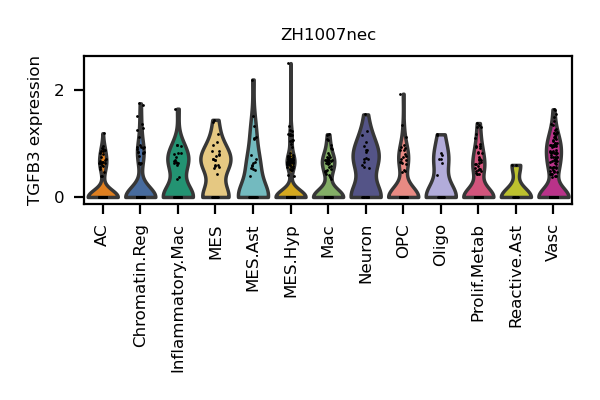 ZH1007nec
TGFB3 expression
2
0
AC
Chromatin.Reg
Inflammatory.Mac
MES
MES.Ast
MES.Hyp
Mac
Neuron
OPC
Oligo
Prolif.Metab
Reactive.Ast
Vasc